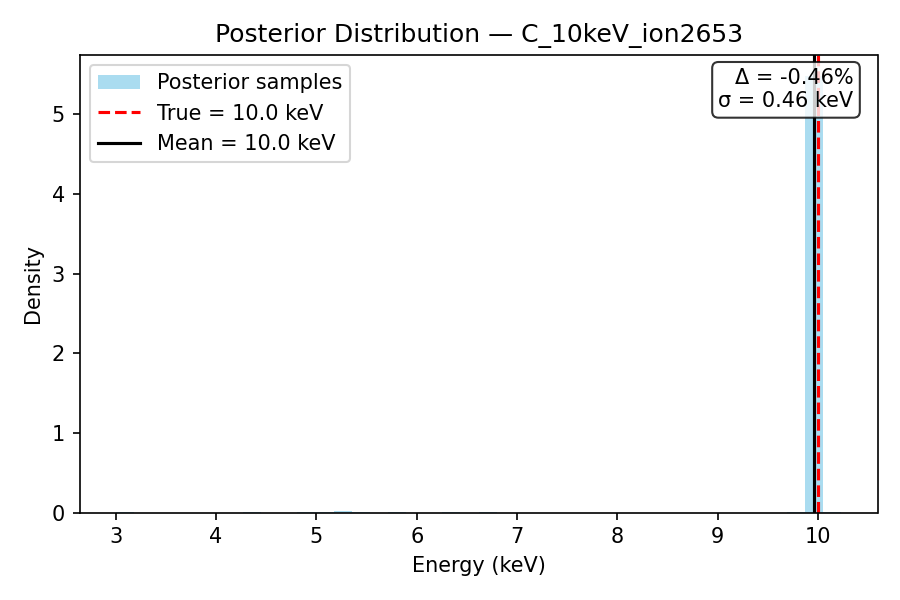 Posterior Distribution — C_10keV_ion2653
Posterior samples
True = 10.0 keV
Mean = 10.0 keV
Δ = -0.46%
σ = 0.46 keV
Density
5
4
3
2
1
0
3 4 5 6 7 8 9 10
Energy (keV)